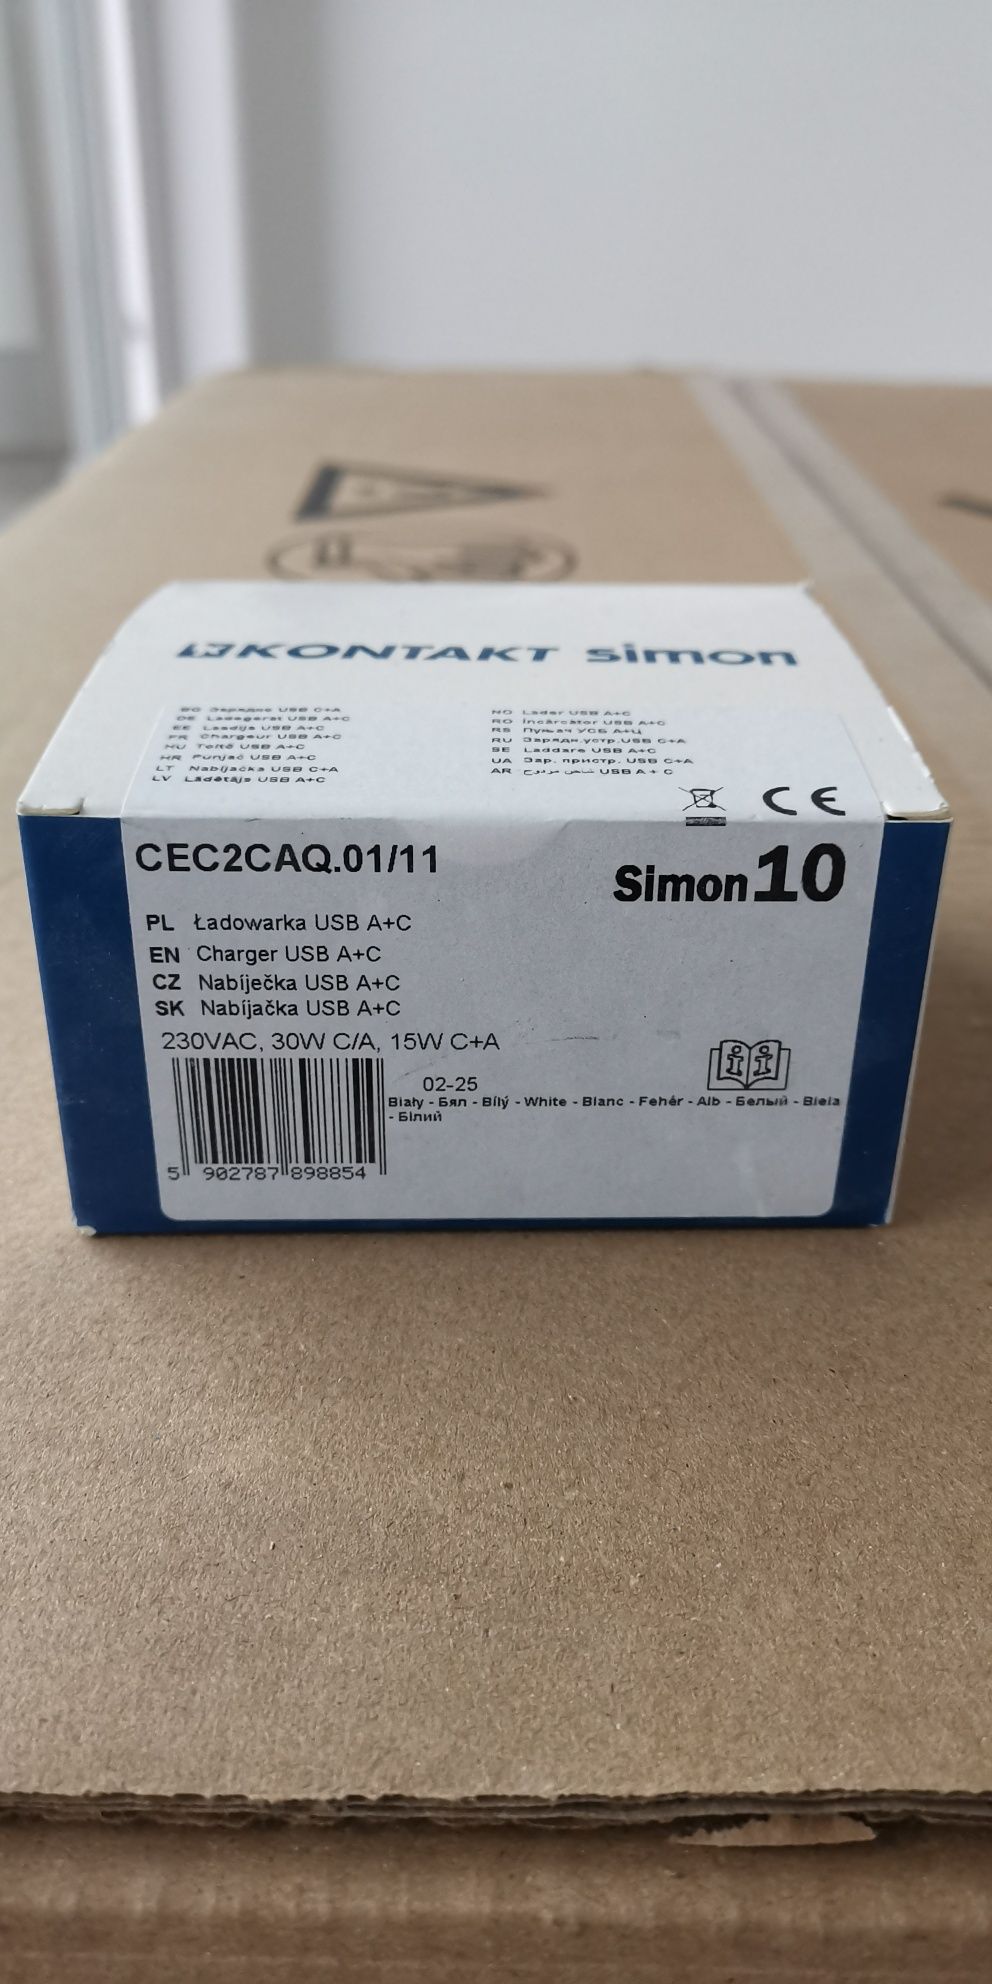 KONTAKT simon
BG Зарядно USB C+A
DE Ladegerät USB A+C
EE Laadija USB A+C
FR Chargeur USB A+C
HU Töltő USB A+C
HR Punjač USB A+C
LT Nabíjačka USB C+A
LV Lādētājs USB A+C
NO Lader USB A+C
RO Încărcător USB A+C
RS Пуњач УСБ А+Ц
RU Зарядн.устр.USB C+A
SE Laddare USB A+C
UA Зар. пристр. USB C+A
AR شاحن مزدوج USB A + C
CE
CEC2CAQ.01/11
Simon10
PL Ładowarka USB A+C
EN Charger USB A+C
CZ Nabíječka USB A+C
SK Nabíjačka USB A+C
230VAC, 30W C/A, 15W C+A
02-25
Biały - Бял - Bílý - White - Blanc - Fehér - Alb - Белый - Biela
- Білий
5 902787 898854